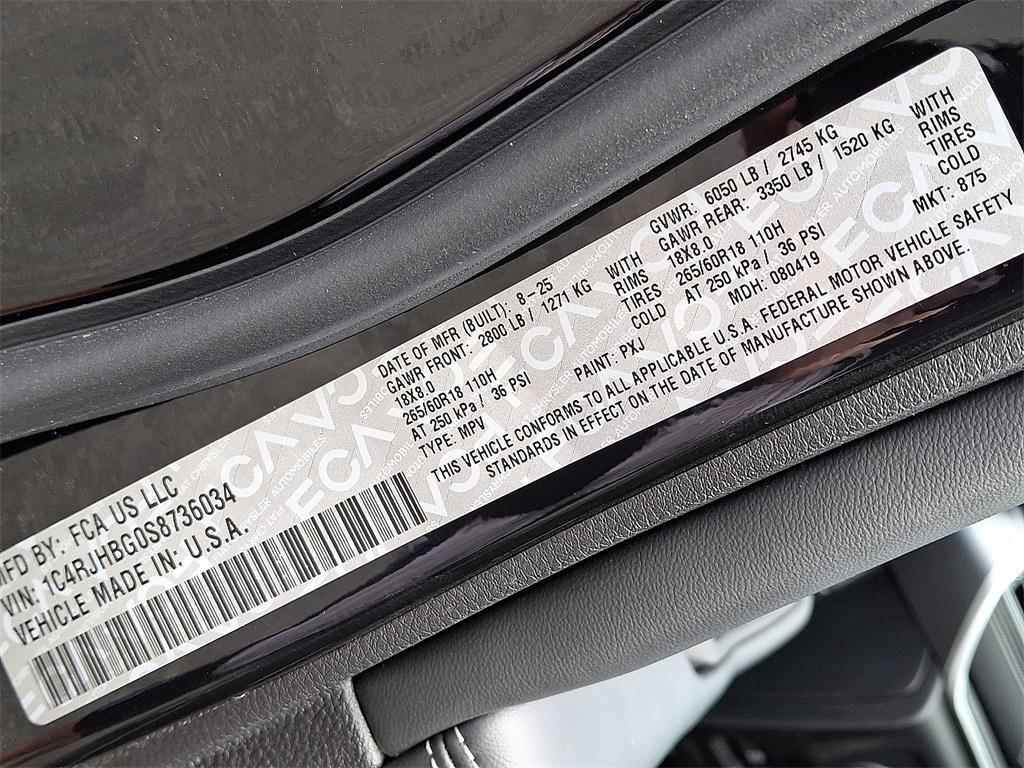 MFD BY: FCA US LLC
VIN: 1C4RJHBG0S8736034
VEHICLE MADE IN: U.S.A.
DATE OF MFR (BUILT): 8-25 GVWR: 6050 LB / 2745 KG
GAWR FRONT: 2800 LB / 1271 KG WITH GAWR REAR: 3350 LB / 1520 KG WITH
18X8.0 RIMS 18X8.0 RIMS
265/60R18 110H TIRES 265/60R18 110H TIRES
AT 250 kPa / 36 PSI COLD AT 250 kPa / 36 PSI COLD
TYPE: MPV PAINT: PXJ MDH: 080419 MKT: 875
THIS VEHICLE CONFORMS TO ALL APPLICABLE U.S.A. FEDERAL MOTOR VEHICLE SAFETY
STANDARDS IN EFFECT ON THE DATE OF MANUFACTURE SHOWN ABOVE.